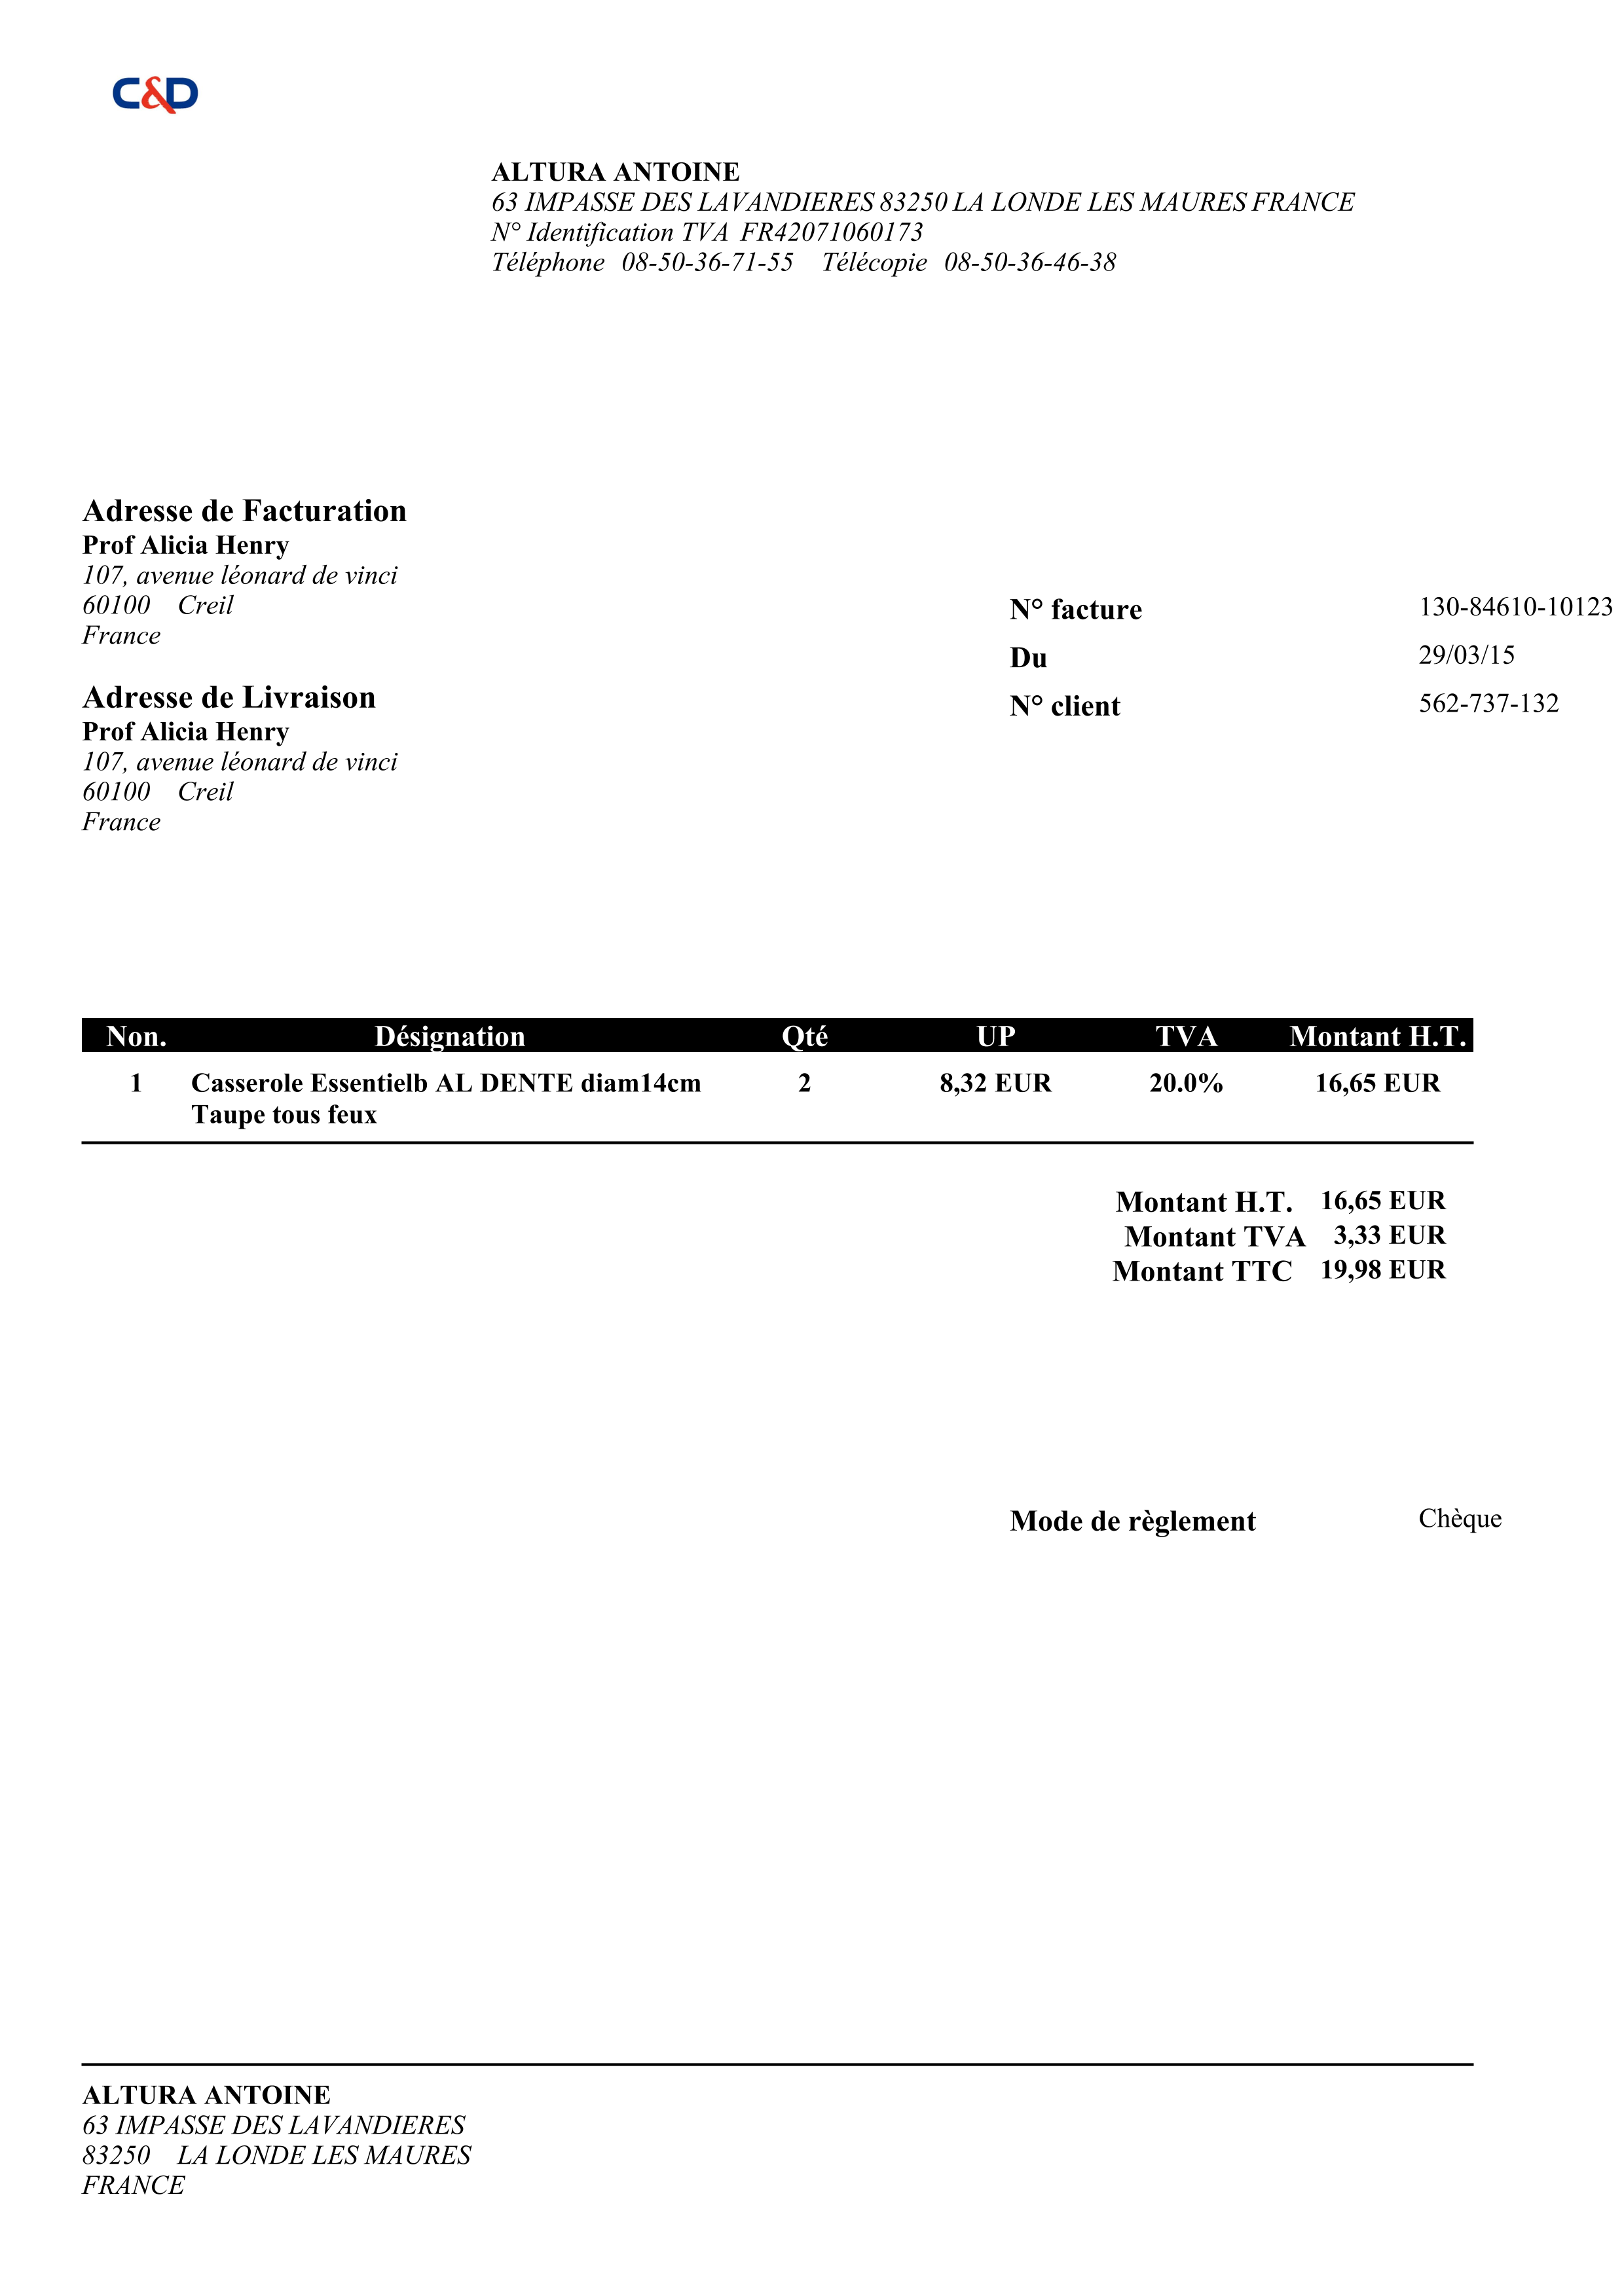 C&D
ALTURA ANTOINE
63 IMPASSE DES LAVANDIERES 83250 LA LONDE LES MAURES FRANCE
N° Identification TVA FR42071060173
Téléphone 08-50-36-71-55 Télécopie 08-50-36-46-38
Adresse de Facturation
Prof Alicia Henry
107, avenue léonard de vinci
60100 Creil
France
N° facture 130-84610-10123
Du 29/03/15
N° client 562-737-132
Adresse de Livraison
Prof Alicia Henry
107, avenue léonard de vinci
60100 Creil
France
Non. Désignation Qté UP TVA Montant H.T.
1 Casserole Essentielb AL DENTE diam14cm 2 8,32 EUR 20.0% 16,65 EUR
Taupe tous feux
Montant H.T. 16,65 EUR
Montant TVA 3,33 EUR
Montant TTC 19,98 EUR
Mode de règlement Chèque
ALTURA ANTOINE
63 IMPASSE DES LAVANDIERES
83250 LA LONDE LES MAURES
FRANCE